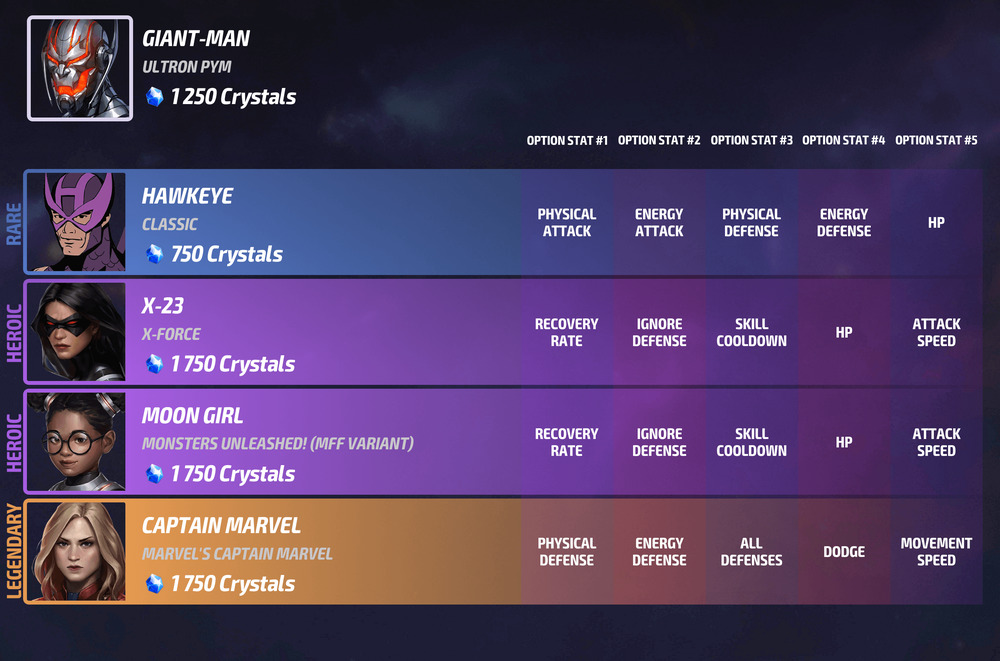 GIANT-MAN
ULTRON PYM
1 250 Crystals
OPTION STAT #1 OPTION STAT #2 OPTION STAT #3 OPTION STAT #4 OPTION STAT #5
RARE
HAWKEYE
CLASSIC
750 Crystals
PHYSICAL ATTACK
ENERGY ATTACK
PHYSICAL DEFENSE
ENERGY DEFENSE
HP
HEROIC
X-23
X-FORCE
1 750 Crystals
RECOVERY RATE
IGNORE DEFENSE
SKILL COOLDOWN
HP
ATTACK SPEED
HEROIC
MOON GIRL
MONSTERS UNLEASHED! (MFF VARIANT)
1 750 Crystals
RECOVERY RATE
IGNORE DEFENSE
SKILL COOLDOWN
HP
ATTACK SPEED
LEGENDARY
CAPTAIN MARVEL
MARVEL'S CAPTAIN MARVEL
1 750 Crystals
PHYSICAL DEFENSE
ENERGY DEFENSE
ALL DEFENSES
DODGE
MOVEMENT SPEED